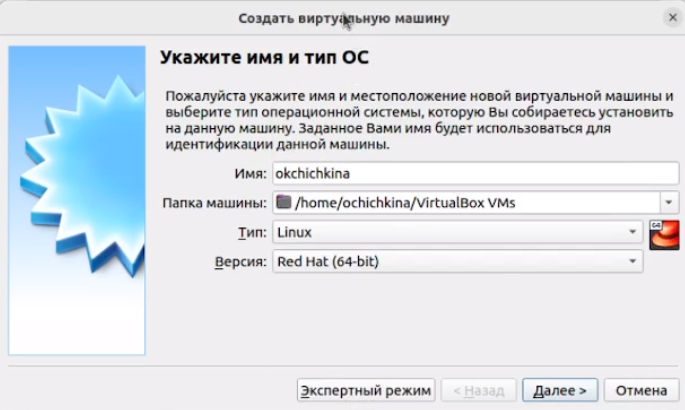 Создать виртуальную машину
Укажите имя и тип ОС
Пожалуйста укажите имя и местоположение новой виртуальной машины и
выберите тип операционной системы, которую Вы собираетесь установить
на данную машину. Заданное Вами имя будет использоваться для
идентификации данной машины.
Имя: okchichkina
Папка машины: /home/ochichkina/VirtualBox VMs
Тип: Linux
64
Версия: Red Hat (64-bit)
Экспертный режим < Назад Далее > Отмена